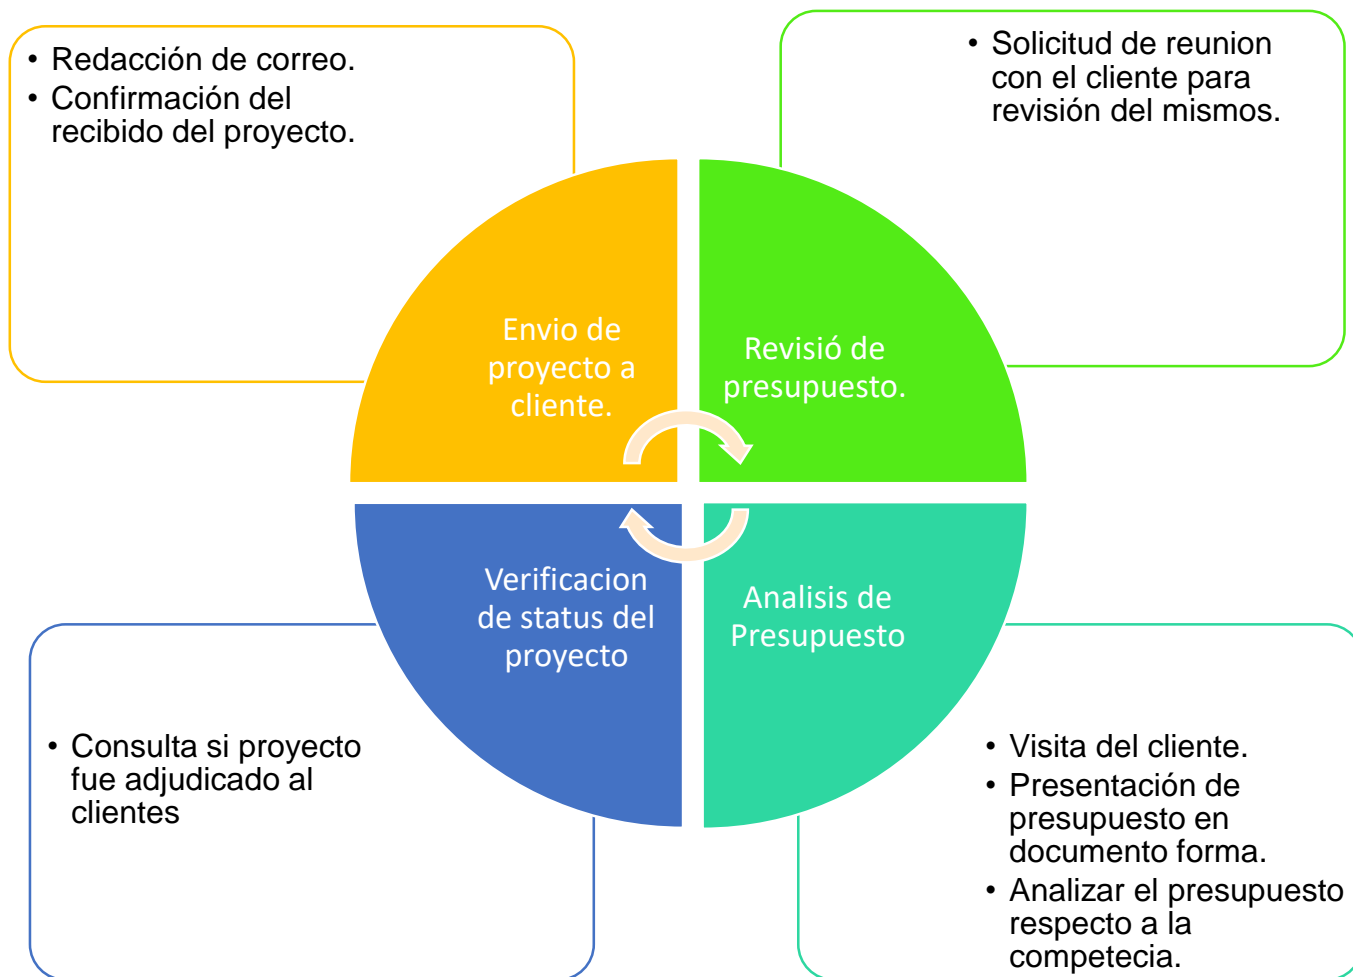 • Redacción de correo.
• Confirmación del
recibido del proyecto.
• Solicitud de reunion
con el cliente para
revisión del mismos.
Envio de
proyecto a
cliente.
Revisió de
presupuesto.
Verificacion
de status del
proyecto
Analisis de
Presupuesto
• Consulta si proyecto
fue adjudicado al
clientes
• Visita del cliente.
• Presentación de
presupuesto en
documento forma.
• Analizar el presupuesto
respecto a la
competecia.